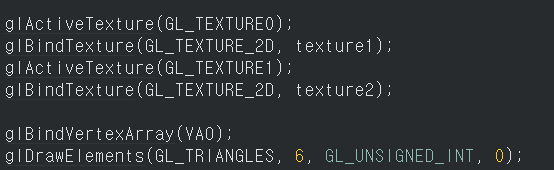 glActiveTexture(GL_TEXTURE0);
glBindTexture(GL_TEXTURE_2D, texture1);
glActiveTexture(GL_TEXTURE1);
glBindTexture(GL_TEXTURE_2D, texture2);
glBindVertexArray(VAO);
glDrawElements(GL_TRIANGLES, 6, GL_UNSIGNED_INT, 0);